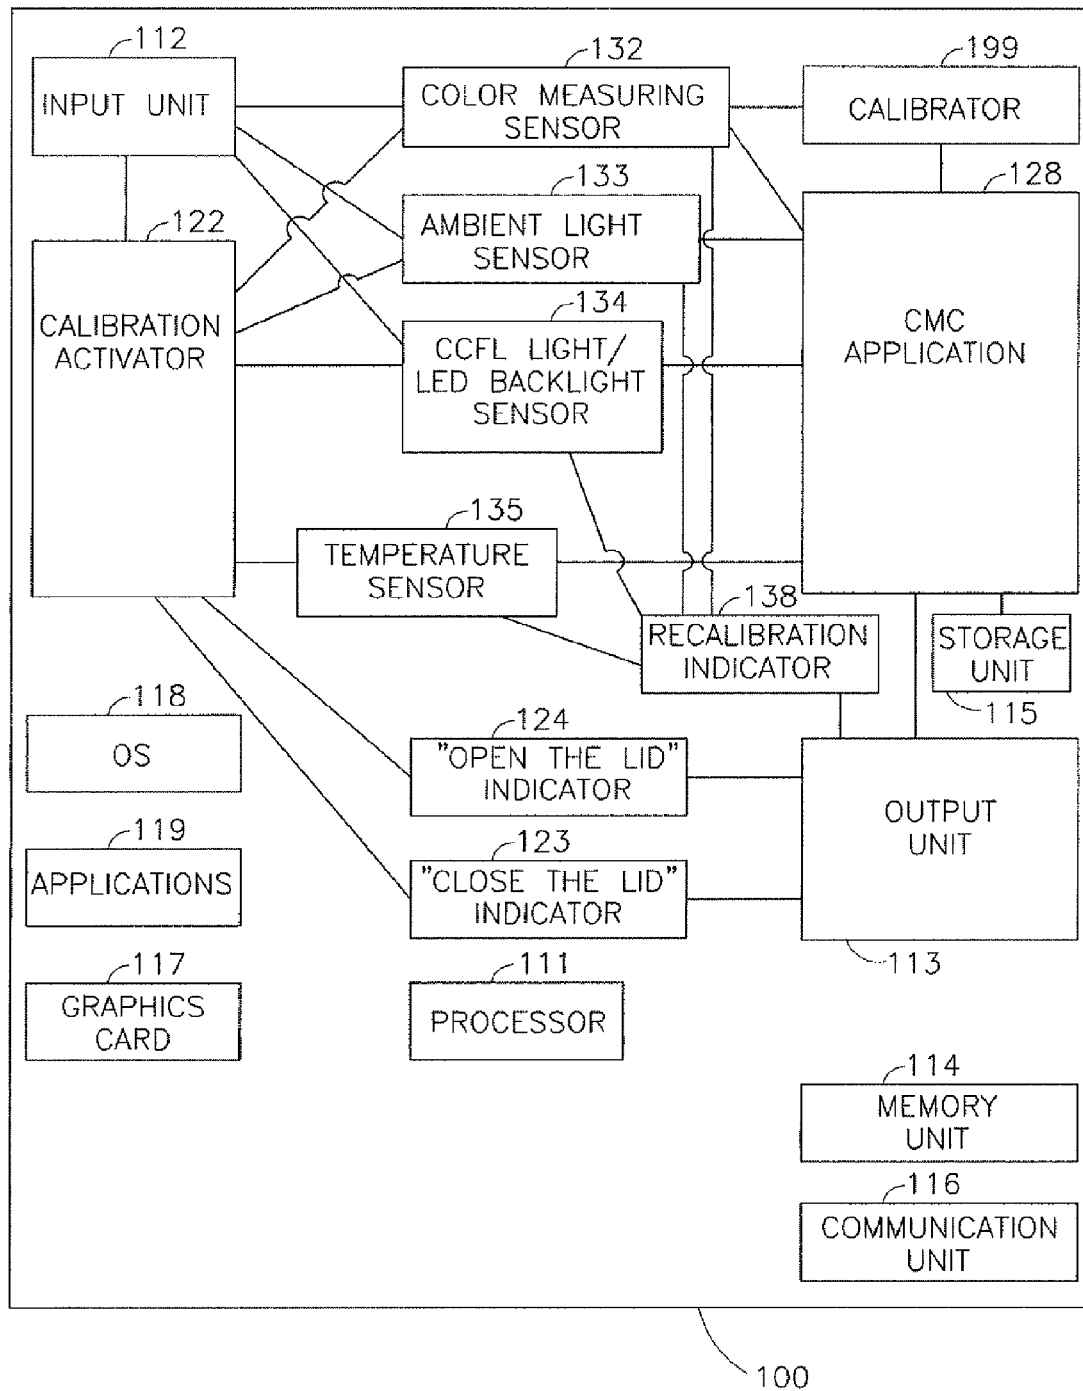 112
INPUT UNIT
132
COLOR MEASURING
SENSOR
199
CALIBRATOR
133
AMBIENT LIGHT
SENSOR
128
CMC
APPLICATION
122
CALIBRATION
ACTIVATOR
134
CCFL LIGHT/
LED BACKLIGHT
SENSOR
135
TEMPERATURE
SENSOR
138
RECALIBRATION
INDICATOR
STORAGE
UNIT
115
118
OS
124
"OPEN THE LID"
INDICATOR
OUTPUT
UNIT
113
119
APPLICATIONS
123
"CLOSE THE LID"
INDICATOR
117
GRAPHICS
CARD
111
PROCESSOR
114
MEMORY
UNIT
116
COMMUNICATION
UNIT
100